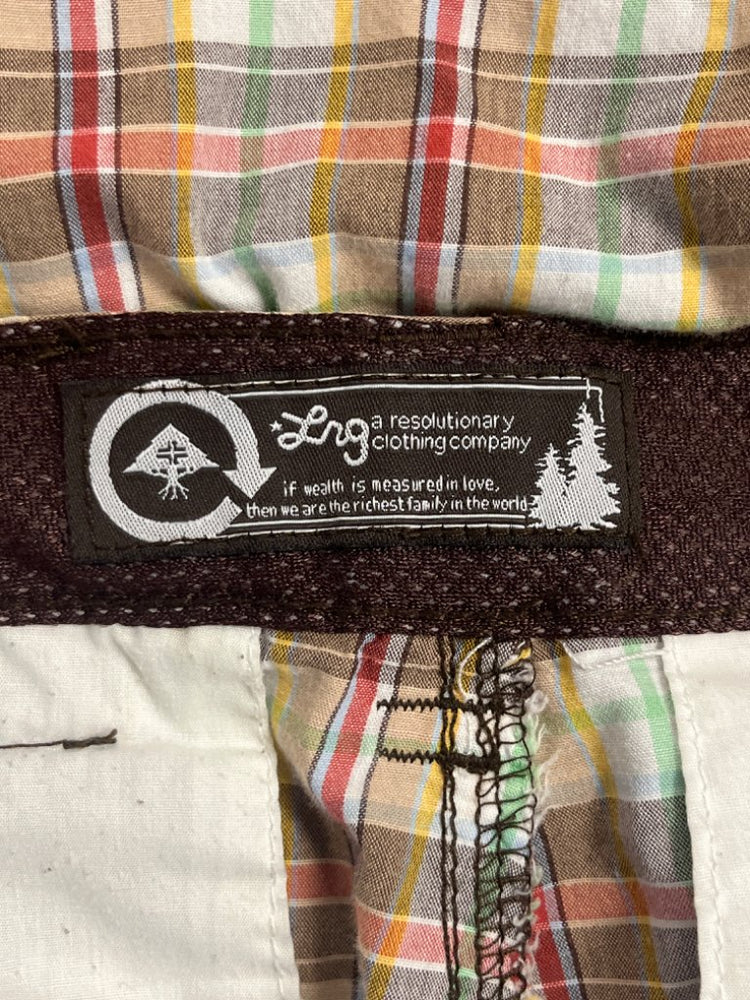 Lrg a resolutionary
clothing company
if wealth is measured in love,
then we are the richest family in the world